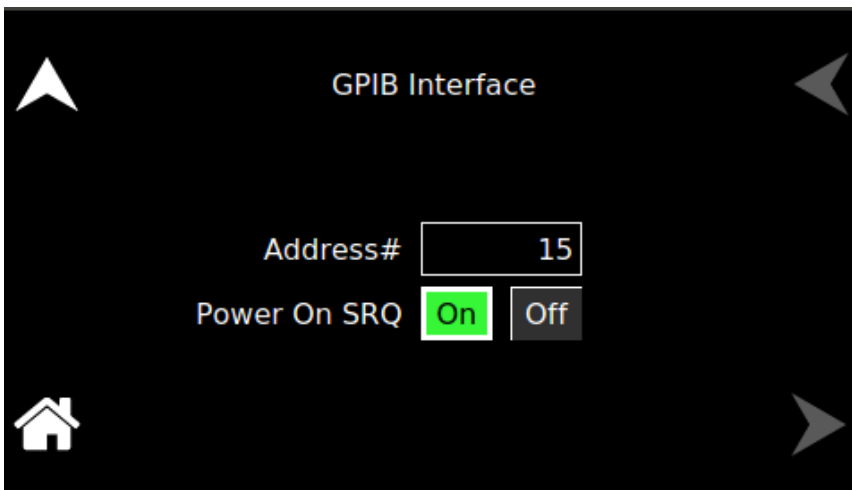 GPIB Interface
Address# 15
Power On SRQ On Off